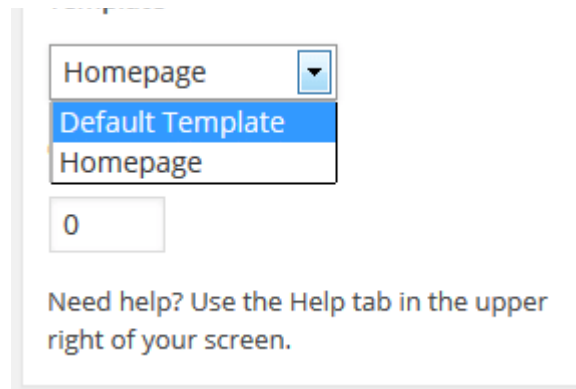 Homepage
Default Template
Homepage
0
Need help? Use the Help tab in the upper
right of your screen.